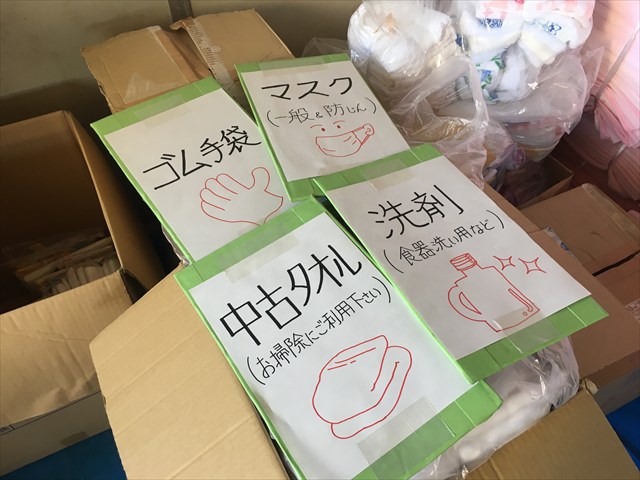 ゴム手袋
マスク
(一般&防じん)
中古タオル
(お掃除にご利用下さい)
洗剤
(食器洗い用など)